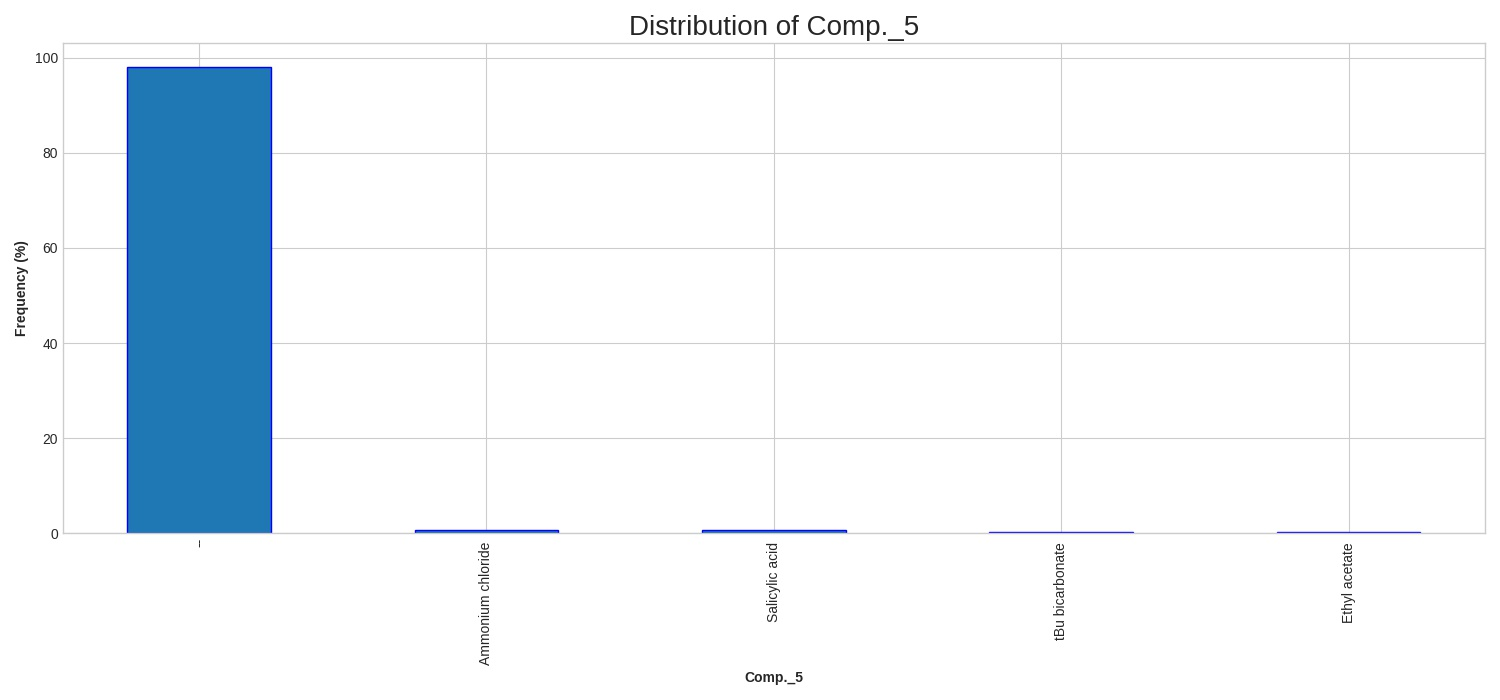 Distribution of Comp._5
Frequency (%)
100
80
60
40
20
0
–
Ammonium chloride
Salicylic acid
tBu bicarbonate
Ethyl acetate
Comp._5